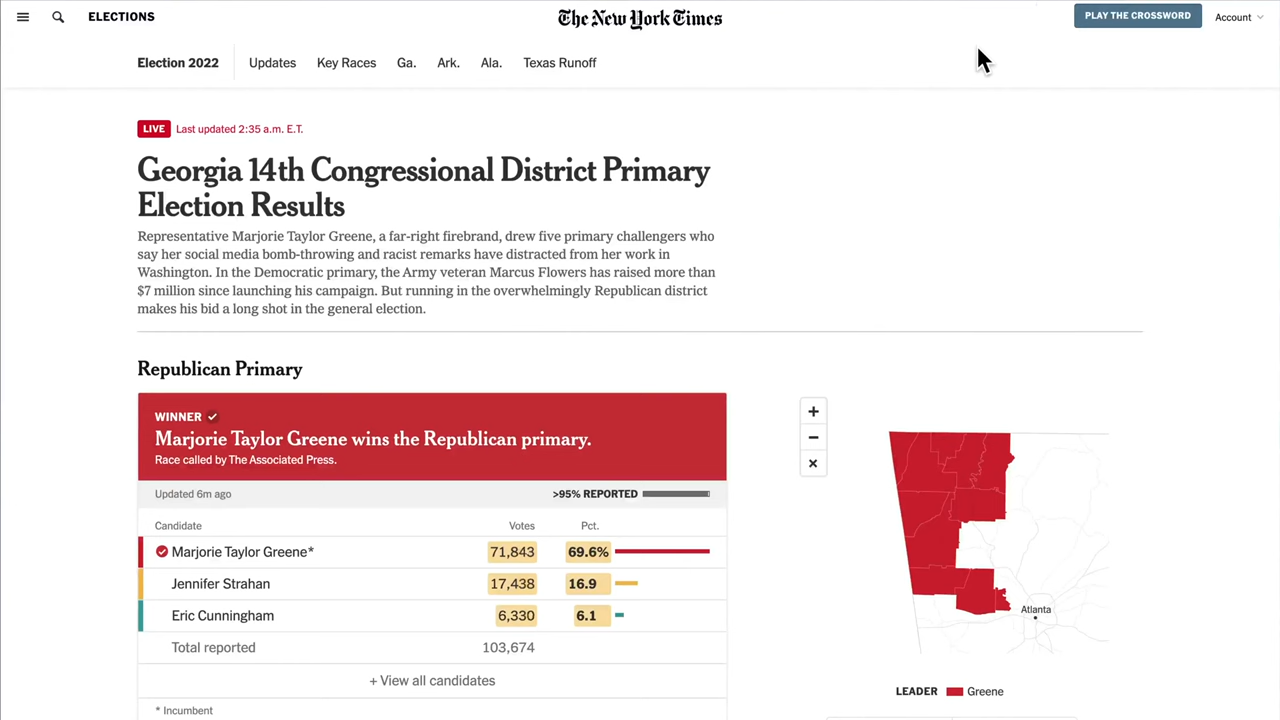 ELECTIONS
The New York Times
PLAY THE CROSSWORD
Account
Election 2022
Updates
Key Races
Ga.
Ark.
Ala.
Texas Runoff
LIVE
Last updated 2:35 a.m. E.T.
Georgia 14th Congressional District Primary
Election Results
Representative Marjorie Taylor Greene, a far-right firebrand, drew five primary challengers who
say her social media bomb-throwing and racist remarks have distracted from her work in
Washington. In the Democratic primary, the Army veteran Marcus Flowers has raised more than
$7 million since launching his campaign. But running in the overwhelmingly Republican district
makes his bid a long shot in the general election.
Republican Primary
WINNER
Marjorie Taylor Greene wins the Republican primary.
Race called by The Associated Press.
Updated 6m ago
>95% REPORTED
Candidate Votes Pct.
Marjorie Taylor Greene* 71,843 69.6%
Jennifer Strahan 17,438 16.9
Eric Cunningham 6,330 6.1
Total reported 103,674
+ View all candidates
* Incumbent
Atlanta
LEADER Greene